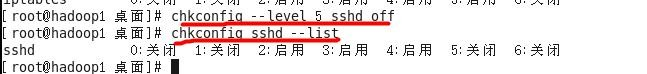 [root@hadoop1 桌面]# chkconfig --level 5 sshd off
[root@hadoop1 桌面]# chkconfig sshd --list
sshd 0:关闭 1:关闭 2:启用 3:启用 4:启用 5:关闭 6:关闭
[root@hadoop1 桌面]#